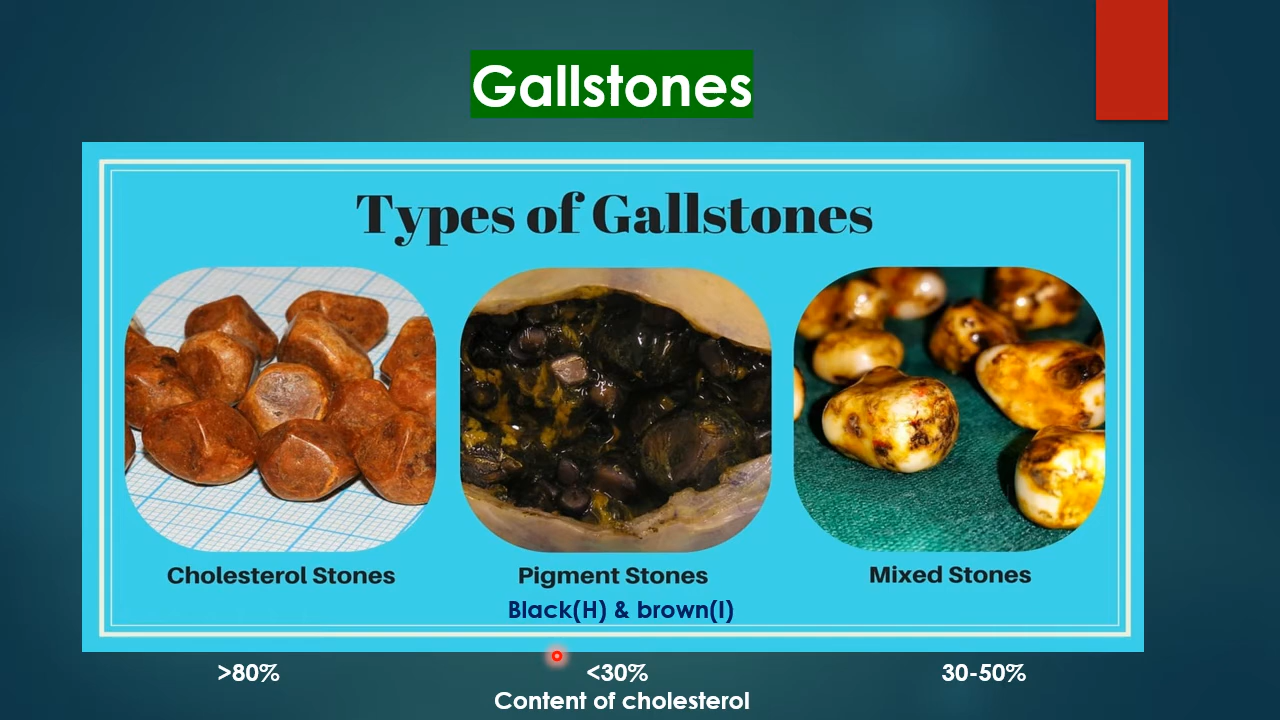 Gallstones
Types of Gallstones
Cholesterol Stones
Pigment Stones
Mixed Stones
Black(H) & brown(I)
>80%
<30%
30-50%
Content of cholesterol